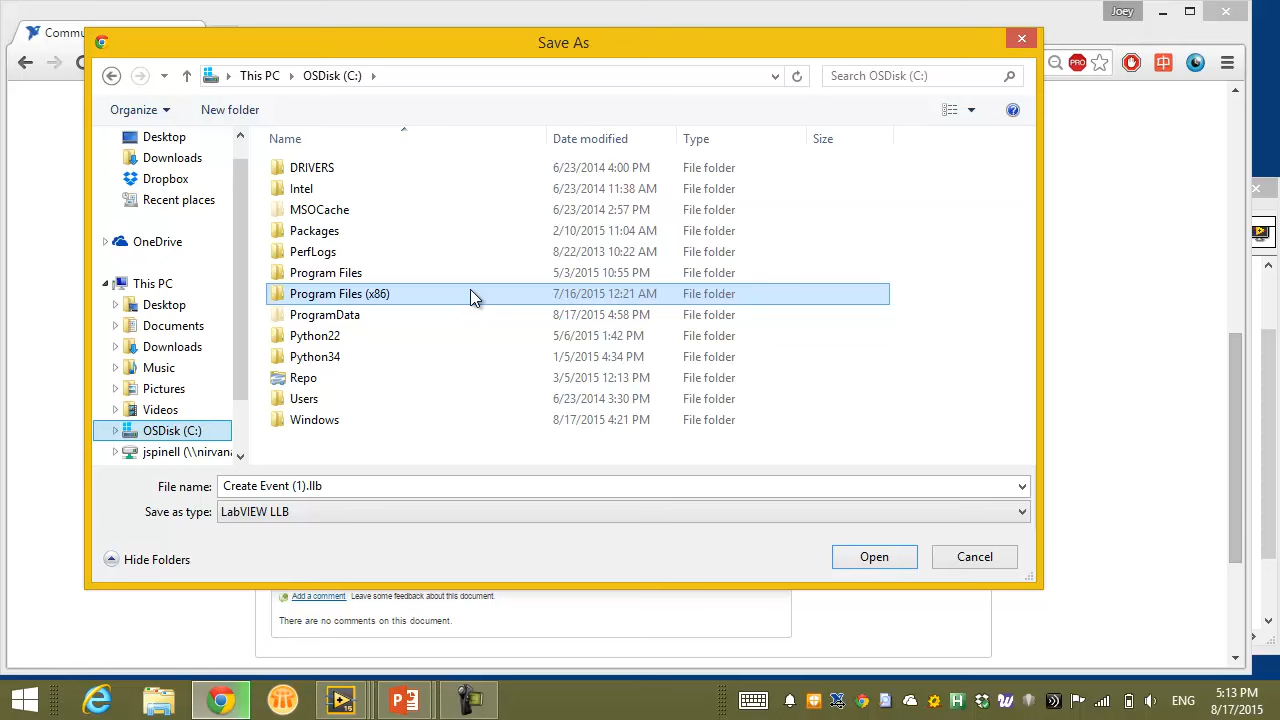 Joey
Commu
Save As
This PC
OSDisk (C:)
Search OSDisk (C:)
PRO
Organize
New folder
Name
Date modified
Type
Size
Desktop
Downloads
Dropbox
Recent places
OneDrive
This PC
Desktop
Documents
Downloads
Music
Pictures
Videos
OSDisk (C:)
jspinell (\\nirvana
DRIVERS 6/23/2014 4:00 PM File folder
Intel 6/23/2014 11:38 AM File folder
MSOCache 6/23/2014 2:57 PM File folder
Packages 2/10/2015 11:04 AM File folder
PerfLogs 8/22/2013 10:22 AM File folder
Program Files 5/3/2015 10:55 PM File folder
Program Files (x86) 7/16/2015 12:21 AM File folder
ProgramData 8/17/2015 4:58 PM File folder
Python22 5/6/2015 1:42 PM File folder
Python34 1/5/2015 4:34 PM File folder
Repo 3/5/2015 12:13 PM File folder
Users 6/23/2014 3:30 PM File folder
Windows 8/17/2015 4:21 PM File folder
File name: Create Event (1).llb
Save as type: LabVIEW LLB
Hide Folders
Open
Cancel
Add a comment Leave some feedback about this document.
There are no comments on this document.
ENG
5:13 PM
8/17/2015